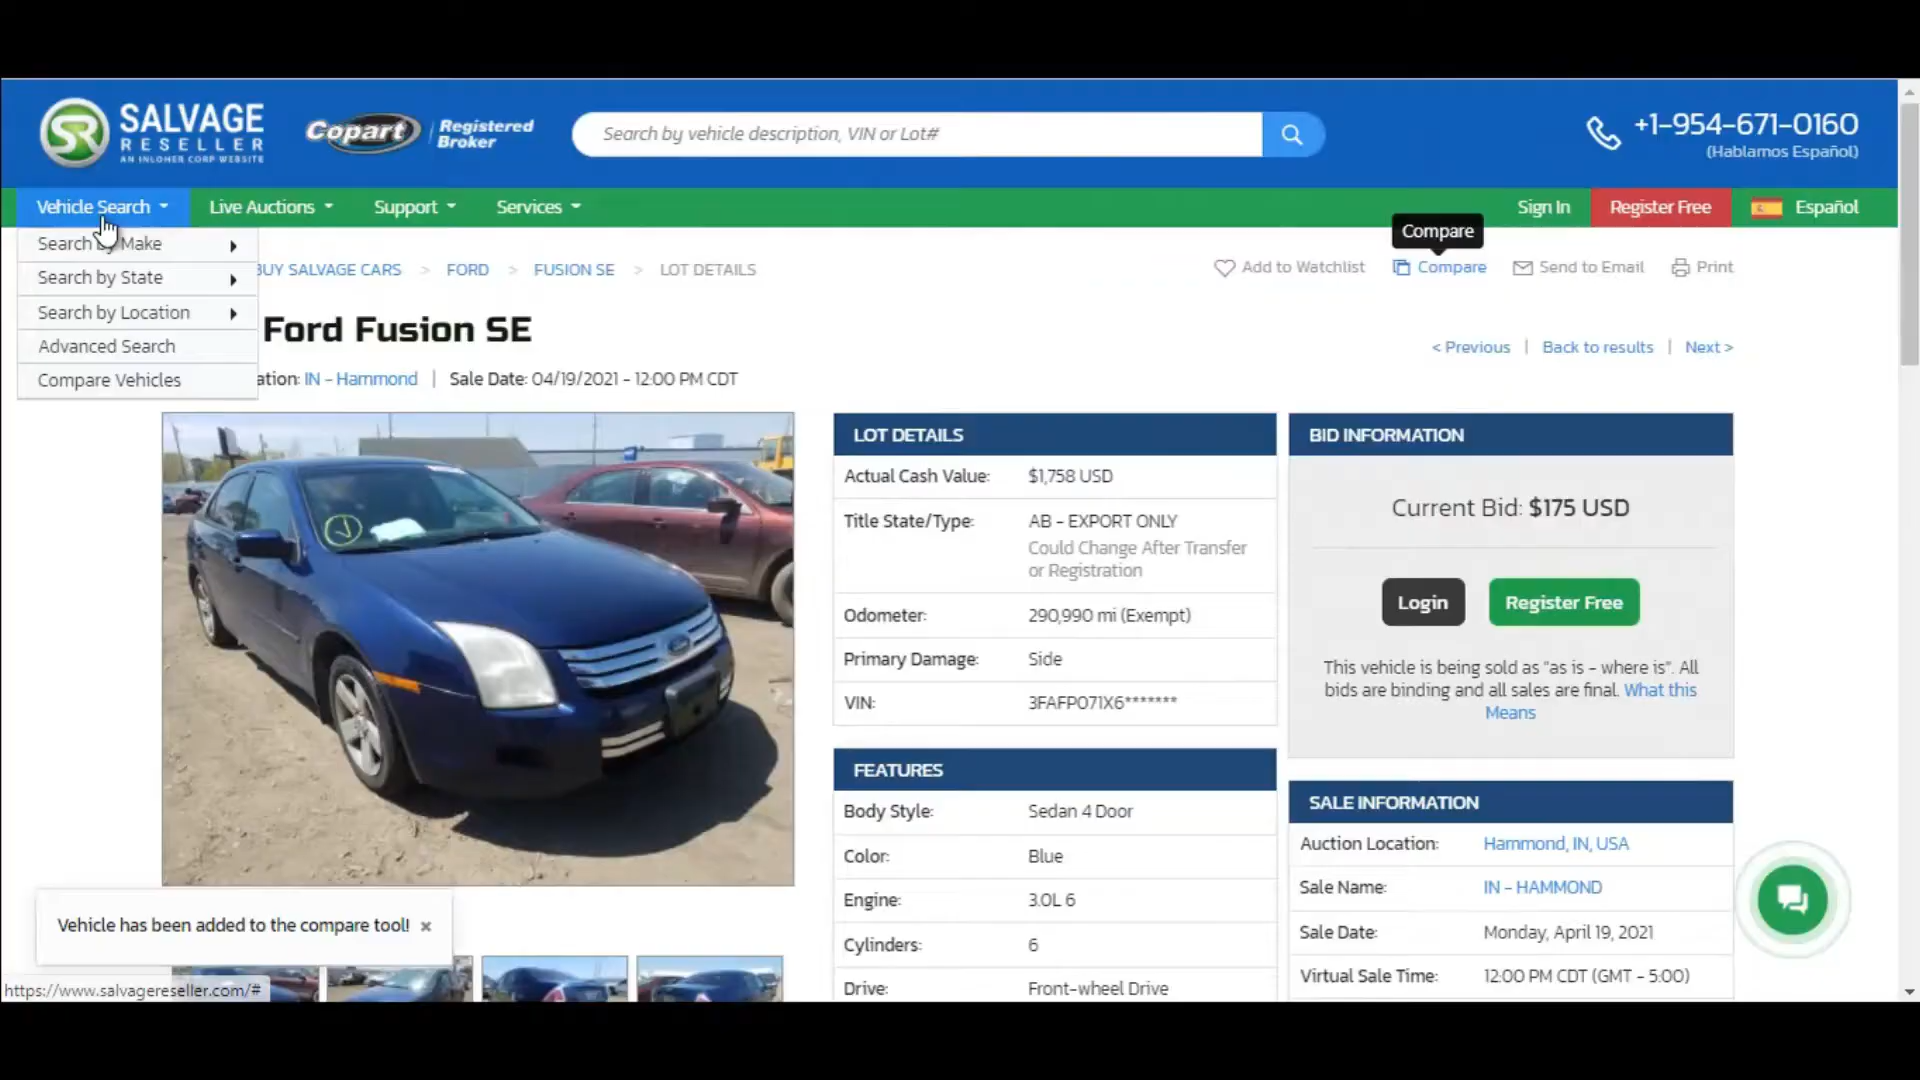 SALVAGE
RESELLER
AN INLOHER CORP WEBSITE
Copart
Registered
Broker
Search by vehicle description, VIN or Lot#
+1-954-671-0160
(Hablamos Español)
Vehicle Search
Live Auctions
Support
Services
Sign In
Register Free
Español
Compare
Search by Make
Search by State
Search by Location
Advanced Search
Compare Vehicles
BUY SALVAGE CARS > FORD > FUSION SE > LOT DETAILS
Add to Watchlist
Compare
Send to Email
Print
Ford Fusion SE
< Previous | Back to results | Next >
ation: IN - Hammond | Sale Date: 04/19/2021 - 12:00 PM CDT
LOT DETAILS
Actual Cash Value: $1,758 USD
Title State/Type: AB - EXPORT ONLY
Could Change After Transfer
or Registration
Odometer: 290,990 mi (Exempt)
Primary Damage: Side
VIN: 3FAFP071X6*******
FEATURES
Body Style: Sedan 4 Door
Color: Blue
Engine: 3.0L 6
Cylinders: 6
Drive: Front-wheel Drive
BID INFORMATION
Current Bid: $175 USD
Login
Register Free
This vehicle is being sold as "as is - where is". All
bids are binding and all sales are final. What this
Means
SALE INFORMATION
Auction Location: Hammond, IN, USA
Sale Name: IN - HAMMOND
Sale Date: Monday, April 19, 2021
Virtual Sale Time: 12:00 PM CDT (GMT - 5:00)
Vehicle has been added to the compare tool! ×
https://www.salvagereseller.com/#